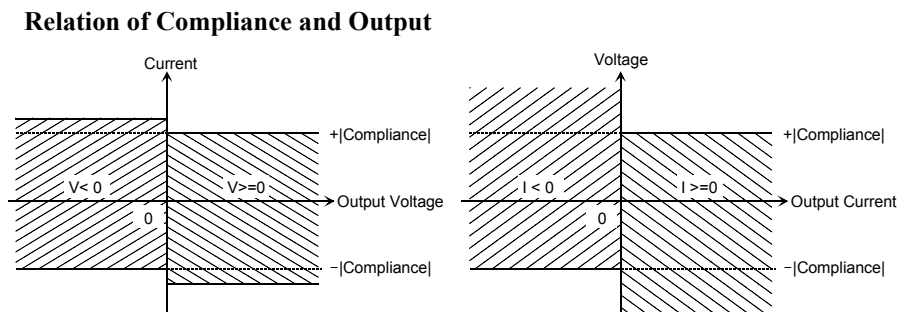 Relation of Compliance and Output
Current
+|Compliance|
V< 0
V>=0
Output Voltage
0
−|Compliance|
Voltage
+|Compliance|
I < 0
I >=0
Output Current
0
−|Compliance|